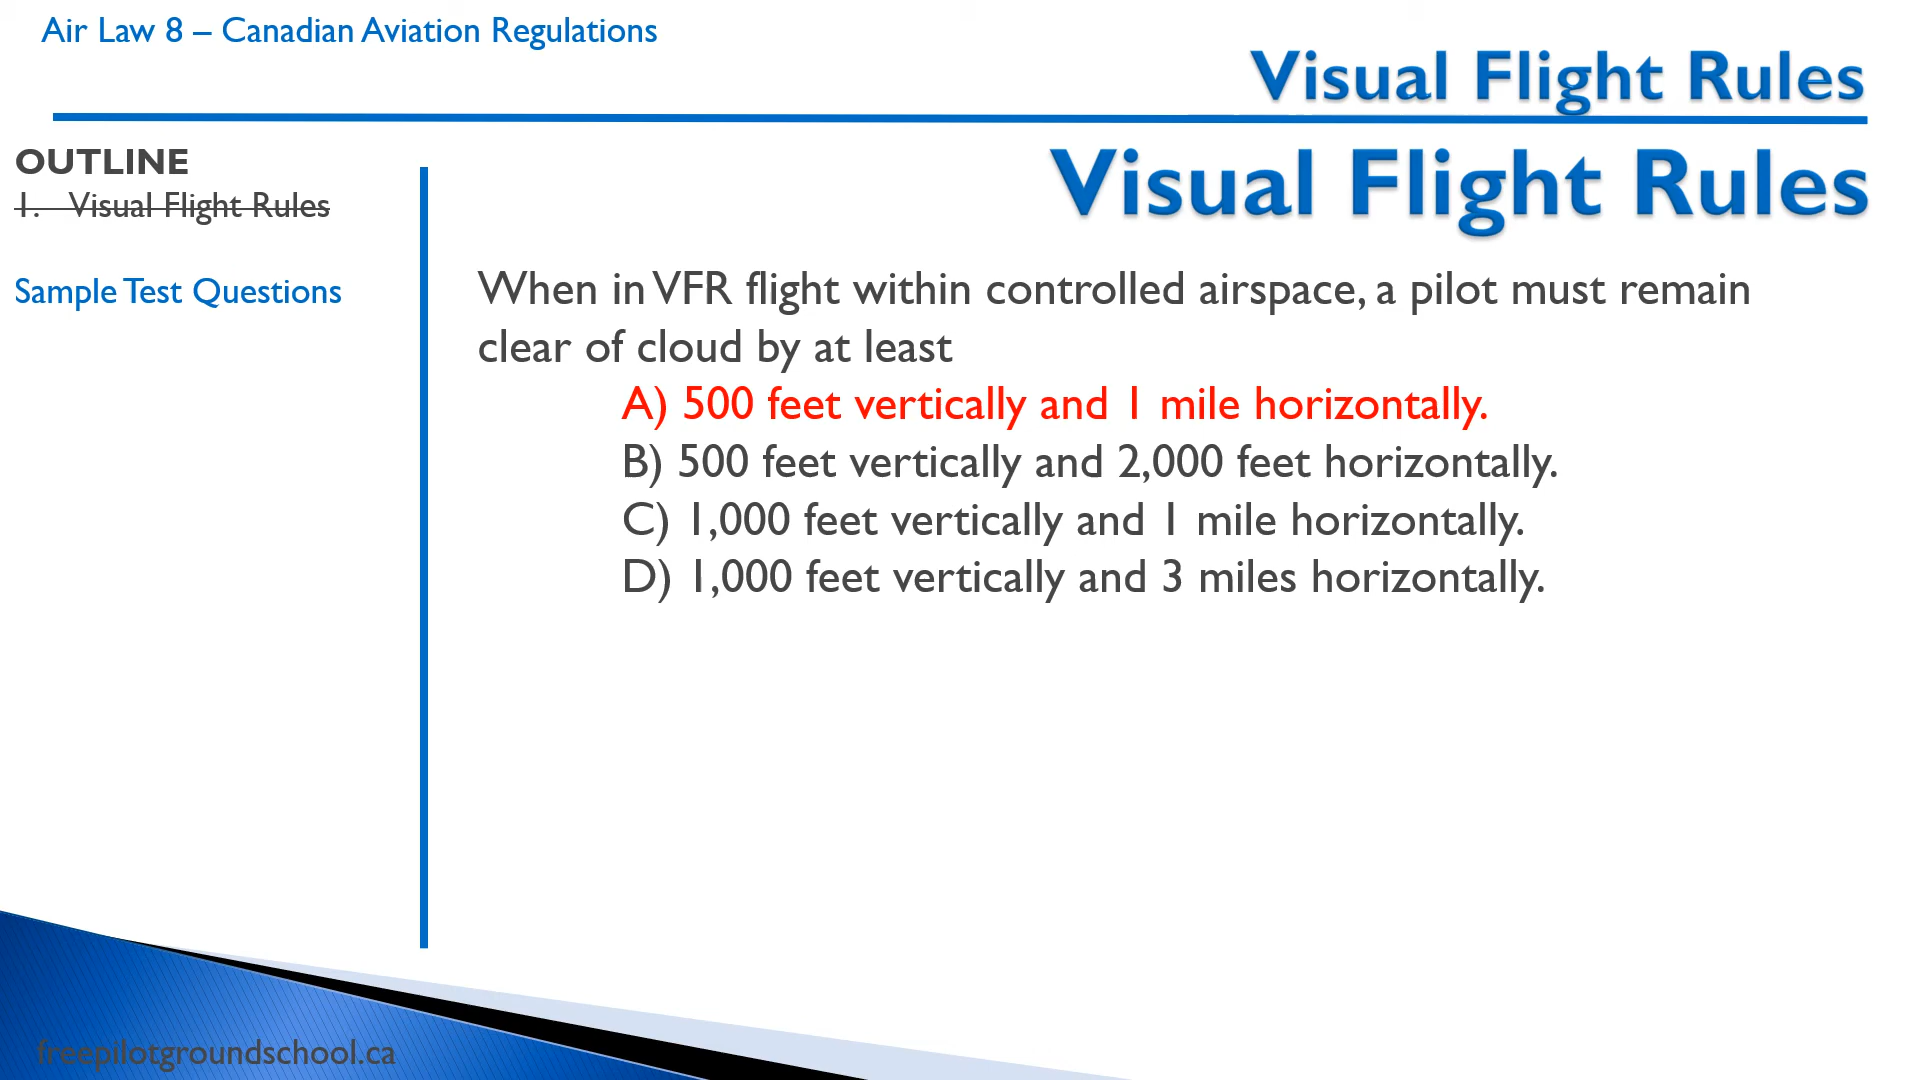 Air Law 8 – Canadian Aviation Regulations
Visual Flight Rules
OUTLINE
1. Visual Flight Rules
Sample Test Questions
Visual Flight Rules
When in VFR flight within controlled airspace, a pilot must remain
clear of cloud by at least
A) 500 feet vertically and 1 mile horizontally.
B) 500 feet vertically and 2,000 feet horizontally.
C) 1,000 feet vertically and 1 mile horizontally.
D) 1,000 feet vertically and 3 miles horizontally.
freepilotgroundschool.ca